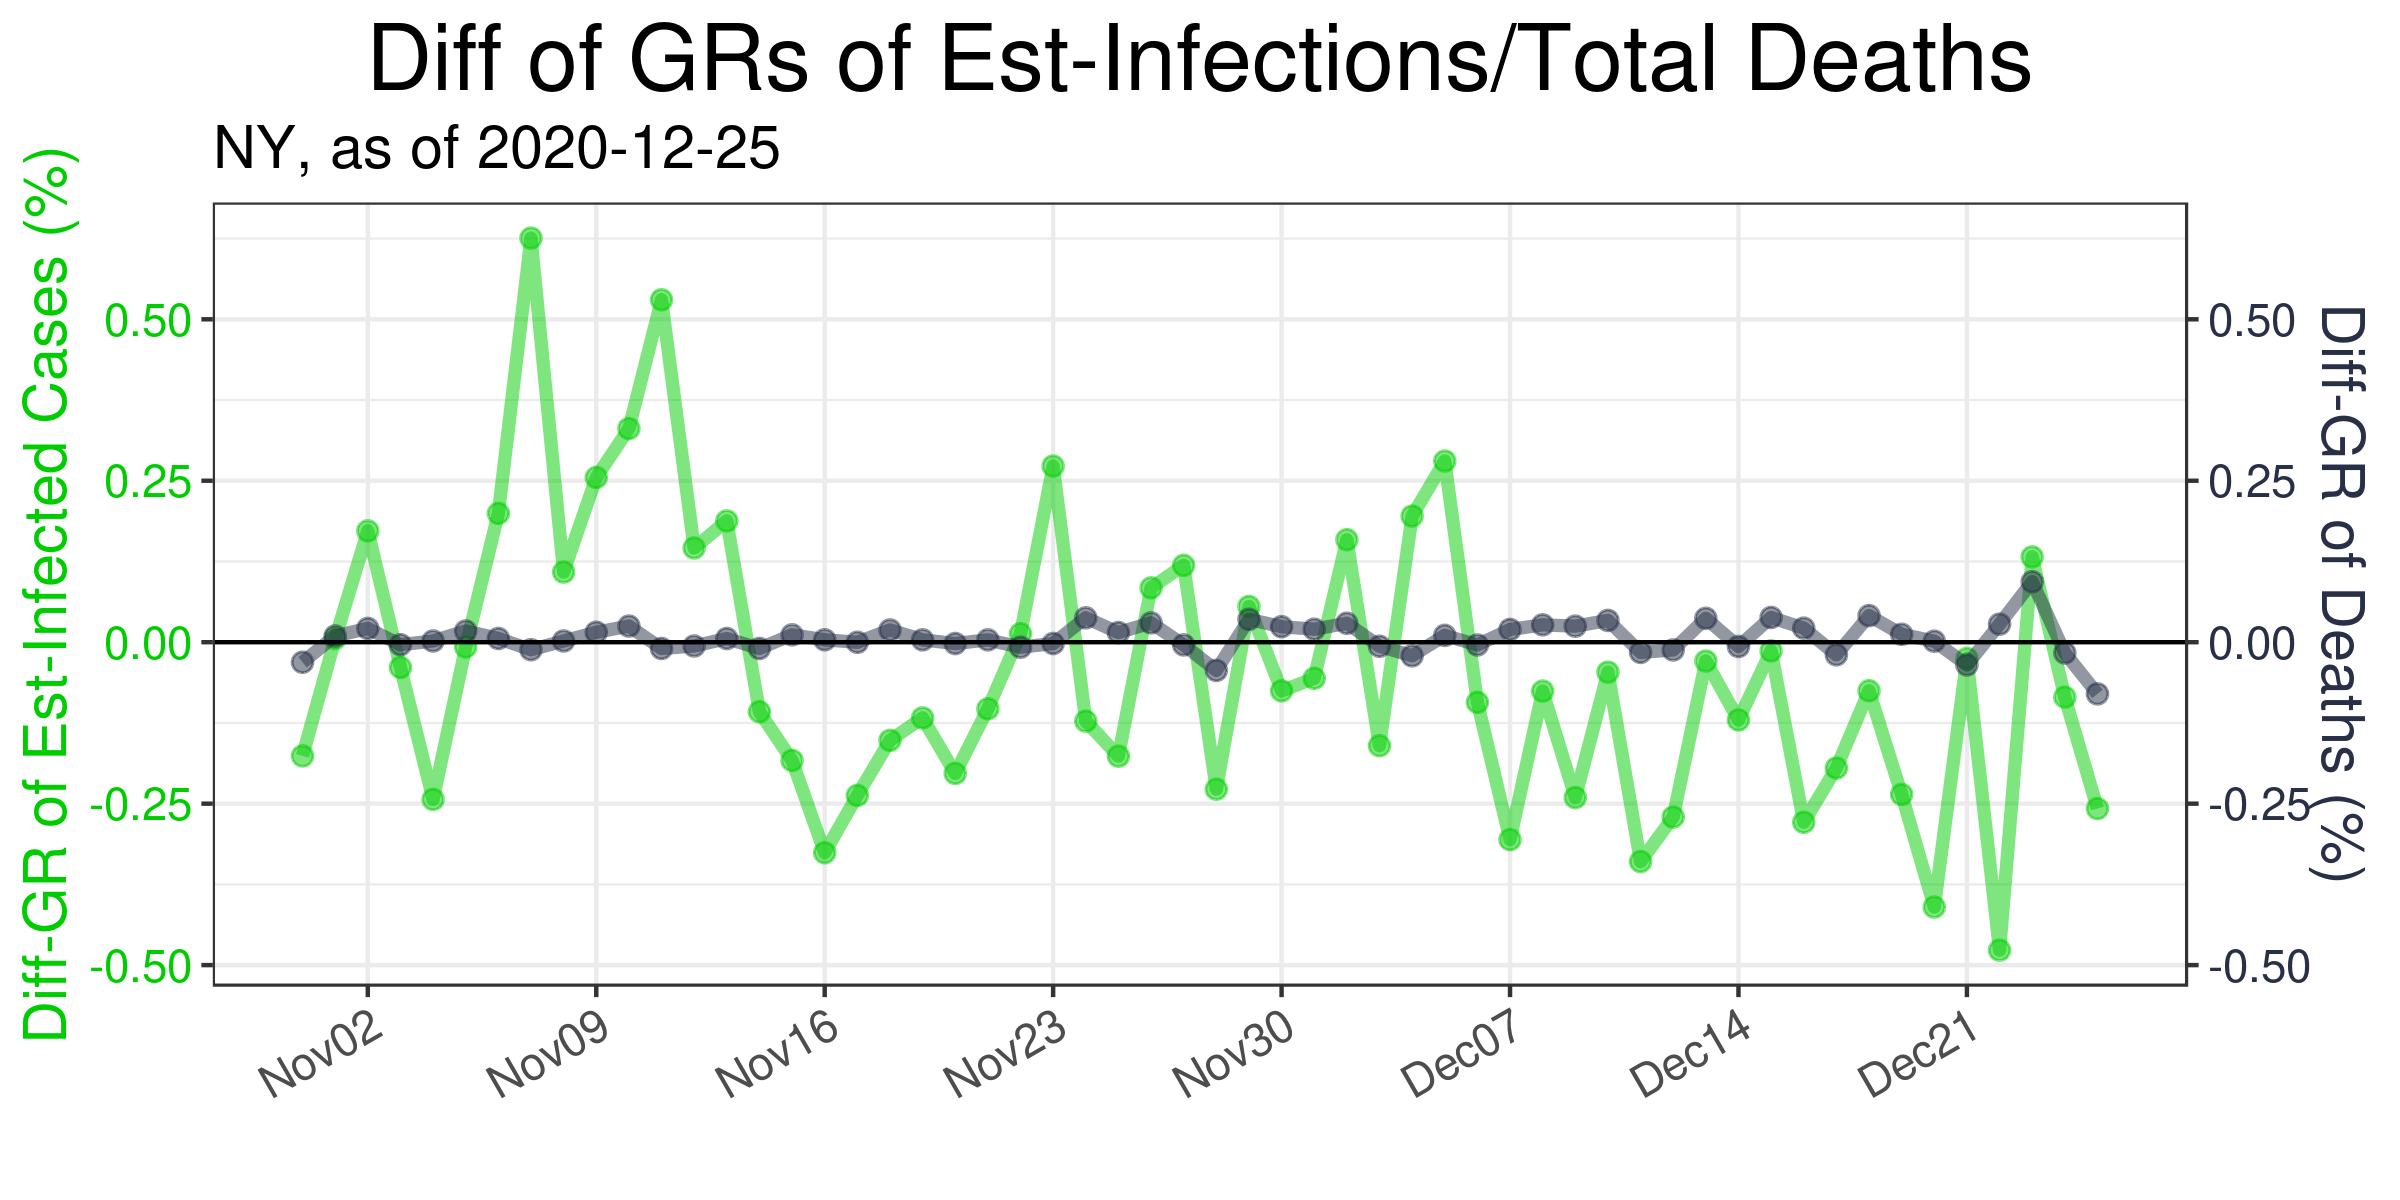 Diff of GRs of Est-Infections/Total Deaths
NY, as of 2020-12-25
Diff-GR of Est-Infected Cases (%)
0.50
0.25
0.00
-0.25
-0.50
0.50
0.25
0.00
-0.25
-0.50
Diff-GR of Deaths (%)
Nov02
Nov09
Nov16
Nov23
Nov30
Dec07
Dec14
Dec21